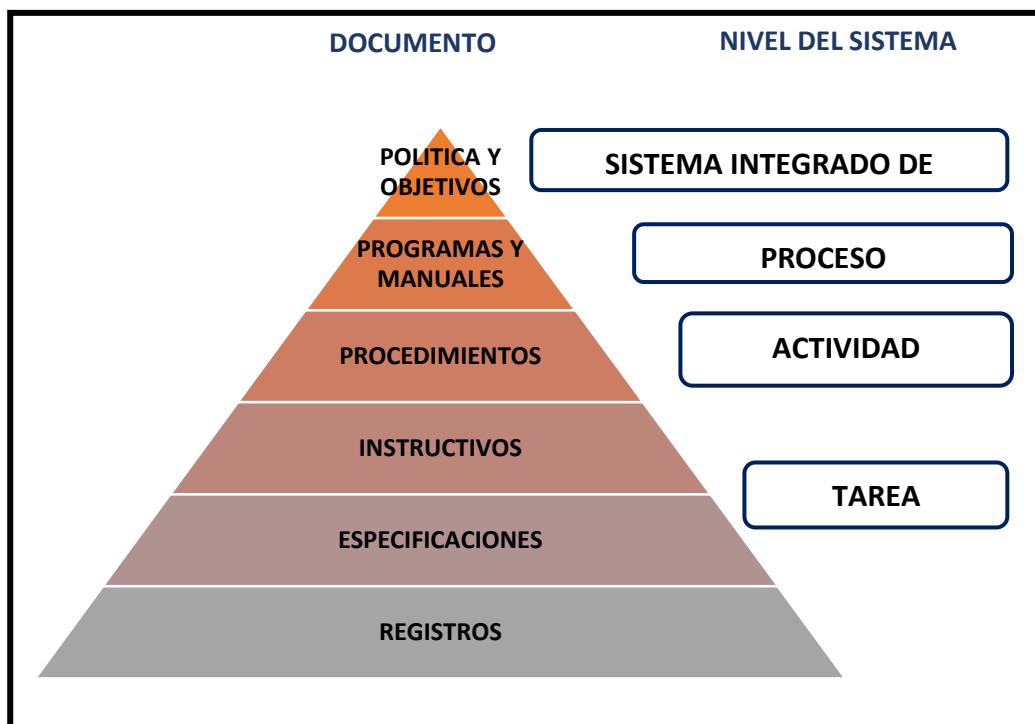 DOCUMENTO
NIVEL DEL SISTEMA
POLITICA Y
OBJETIVOS
SISTEMA INTEGRADO DE
PROGRAMAS Y
MANUALES
PROCESO
PROCEDIMIENTOS
ACTIVIDAD
INSTRUCTIVOS
TAREA
ESPECIFICACIONES
REGISTROS